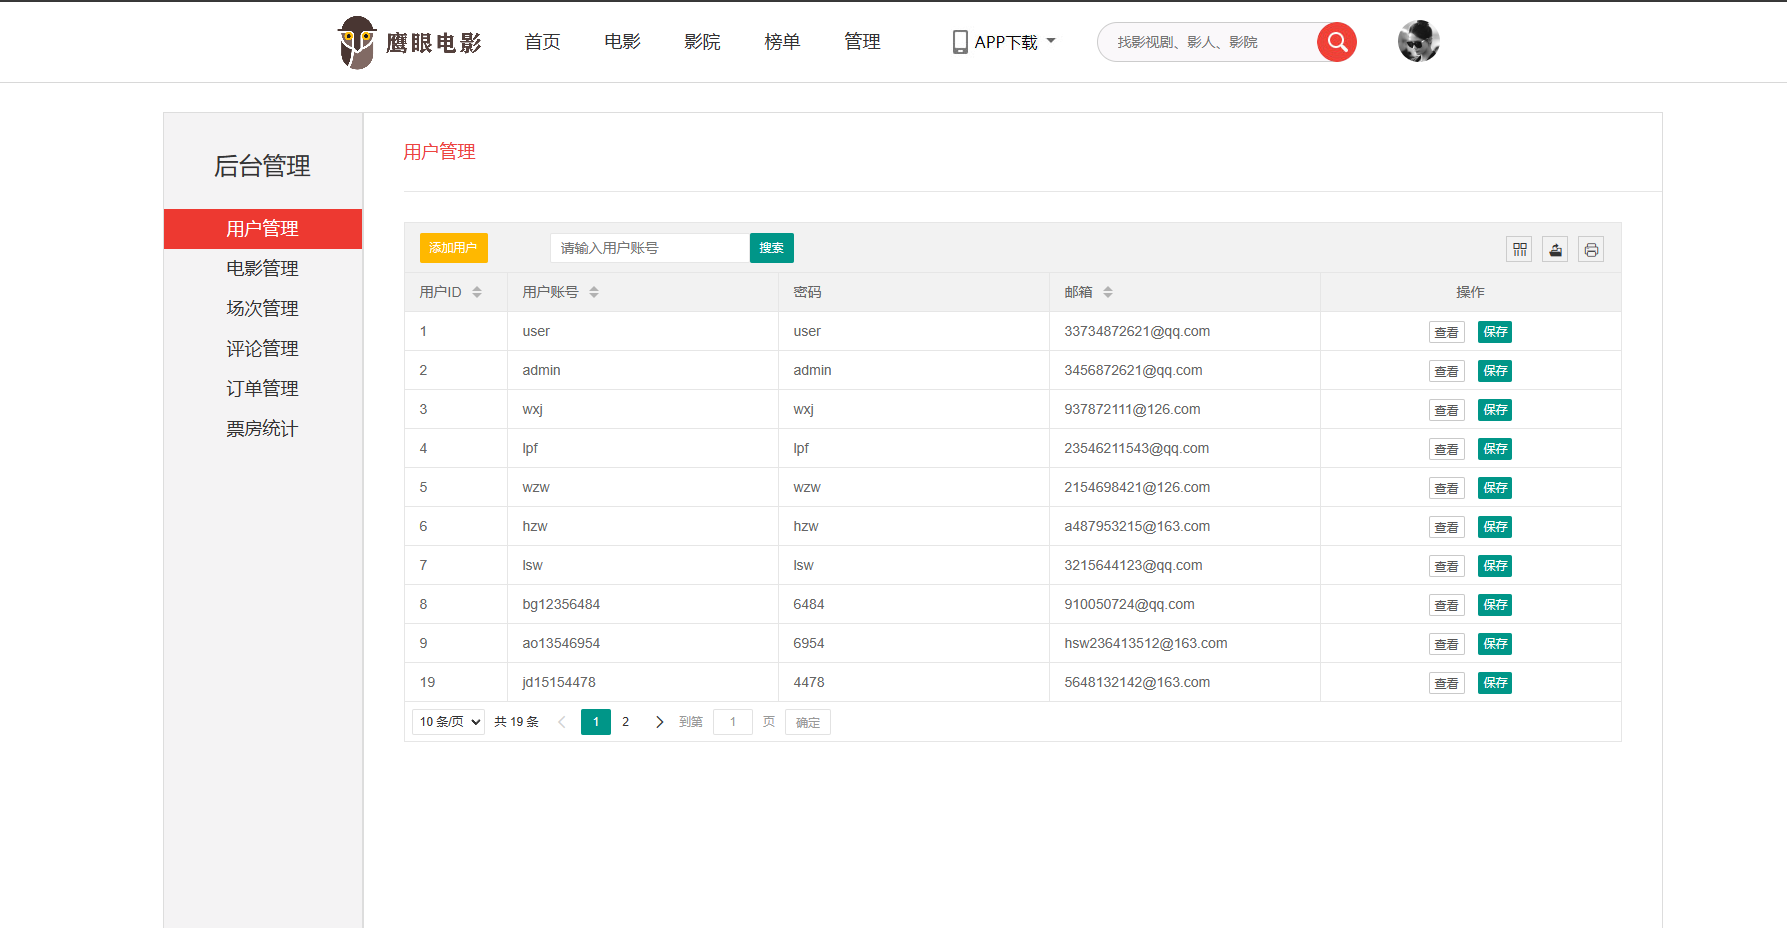 鹰眼电影 首页 电影 影院 榜单 管理 APP下载 找影视剧、影人、影院
后台管理
用户管理
电影管理
场次管理
评论管理
订单管理
票房统计
用户管理
添加用户 请输入用户账号 搜索
用户ID 用户账号 密码 邮箱 操作
1 user user 33734872621@qq.com 查看 保存
2 admin admin 3456872621@qq.com 查看 保存
3 wxj wxj 937872111@126.com 查看 保存
4 lpf lpf 23546211543@qq.com 查看 保存
5 wzw wzw 2154698421@126.com 查看 保存
6 hzw hzw a487953215@163.com 查看 保存
7 lsw lsw 3215644123@qq.com 查看 保存
8 bg12356484 6484 910050724@qq.com 查看 保存
9 ao13546954 6954 hsw236413512@163.com 查看 保存
19 jd15154478 4478 5648132142@163.com 查看 保存
10 条/页 共 19 条 1 2 到第 1 页 确定